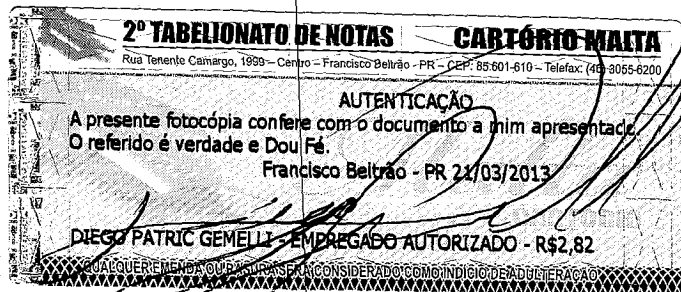 2º TABELIONATO DE NOTAS CARTÓRIO MALTA
Rua Tenente Camargo, 1999 – Centro – Francisco Beltrão - PR – CEP: 85.601-610 – Telefax: (46) 3055-6200
AUTENTICAÇÃO
A presente fotocópia confere com o documento a mim apresentado.
O referido é verdade e Dou Fé.
Francisco Beltrão - PR 21/03/2013
DIEGO PATRIC GEMELLI - EMPREGADO AUTORIZADO - R$2,82
QUALQUER EMENDA OU RASURA SERÁ CONSIDERADO COMO INDÍCIO DE ADULTERAÇÃO